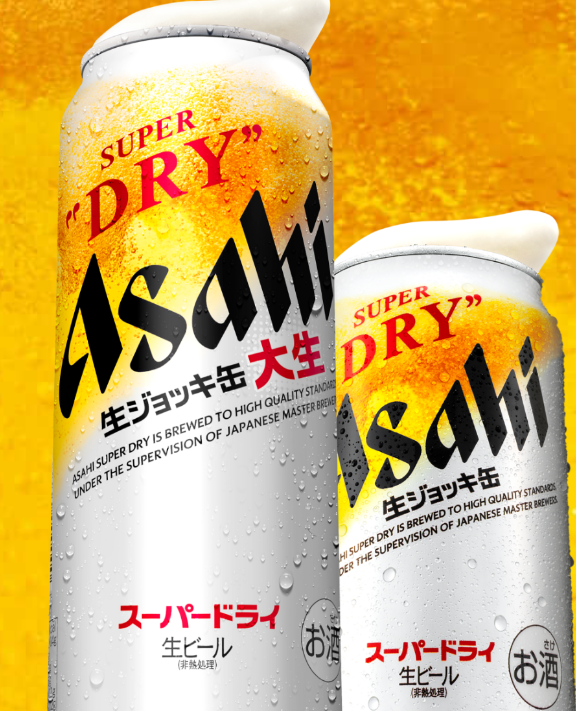 SUPER
“DRY”
Asahi
生ジョッキ缶 大生
ASAHI SUPER DRY IS BREWED TO HIGH QUALITY STANDARD
UNDER THE SUPERVISION OF JAPANESE MASTER BREWE
スーパードライ
生ビール
(非熱処理)
お酒
SUPER
DRY”
Asahi
生ジョッキ缶
HI SUPER DRY IS BREWED TO HIGH QUALITY STANDARDS,
DER THE SUPERVISION OF JAPANESE MASTER BREWERS.
スーパードライ
生ビール
(非熱処理)
さけ
お酒